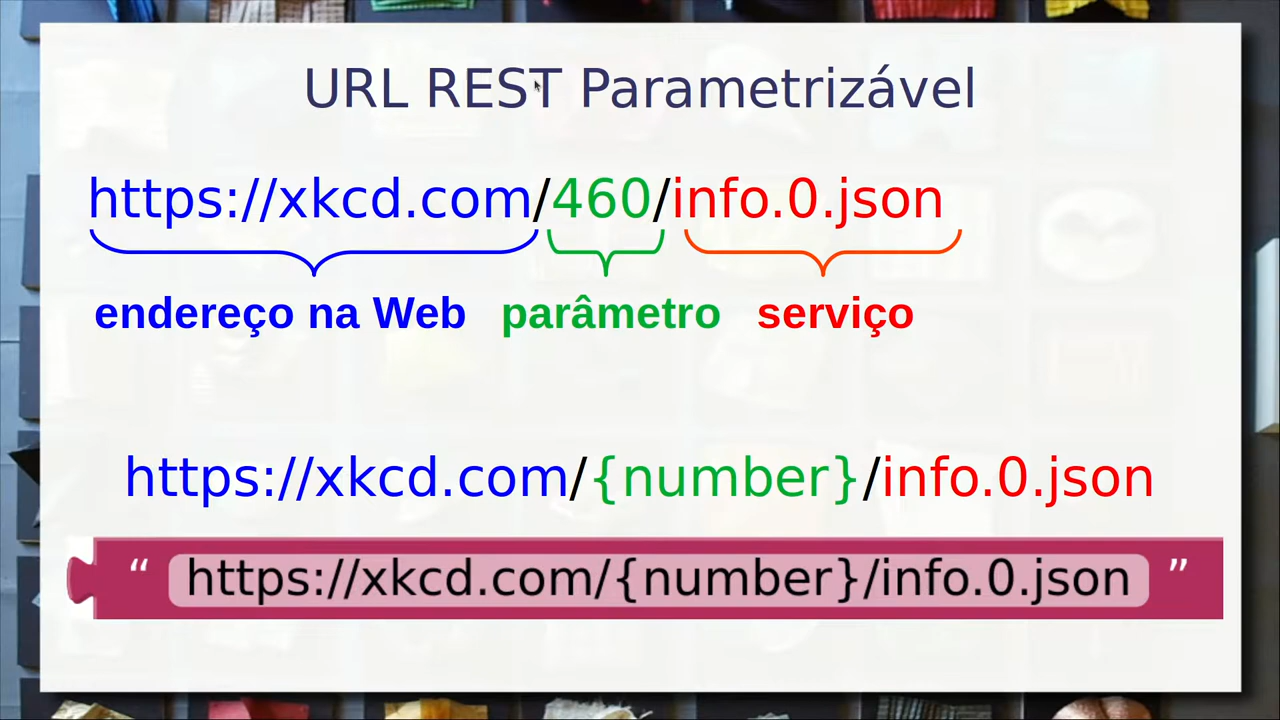 URL REST Parametrizável
https://xkcd.com/460/info.0.json
endereço na Web parâmetro serviço
https://xkcd.com/{number}/info.0.json
“ https://xkcd.com/{number}/info.0.json ”